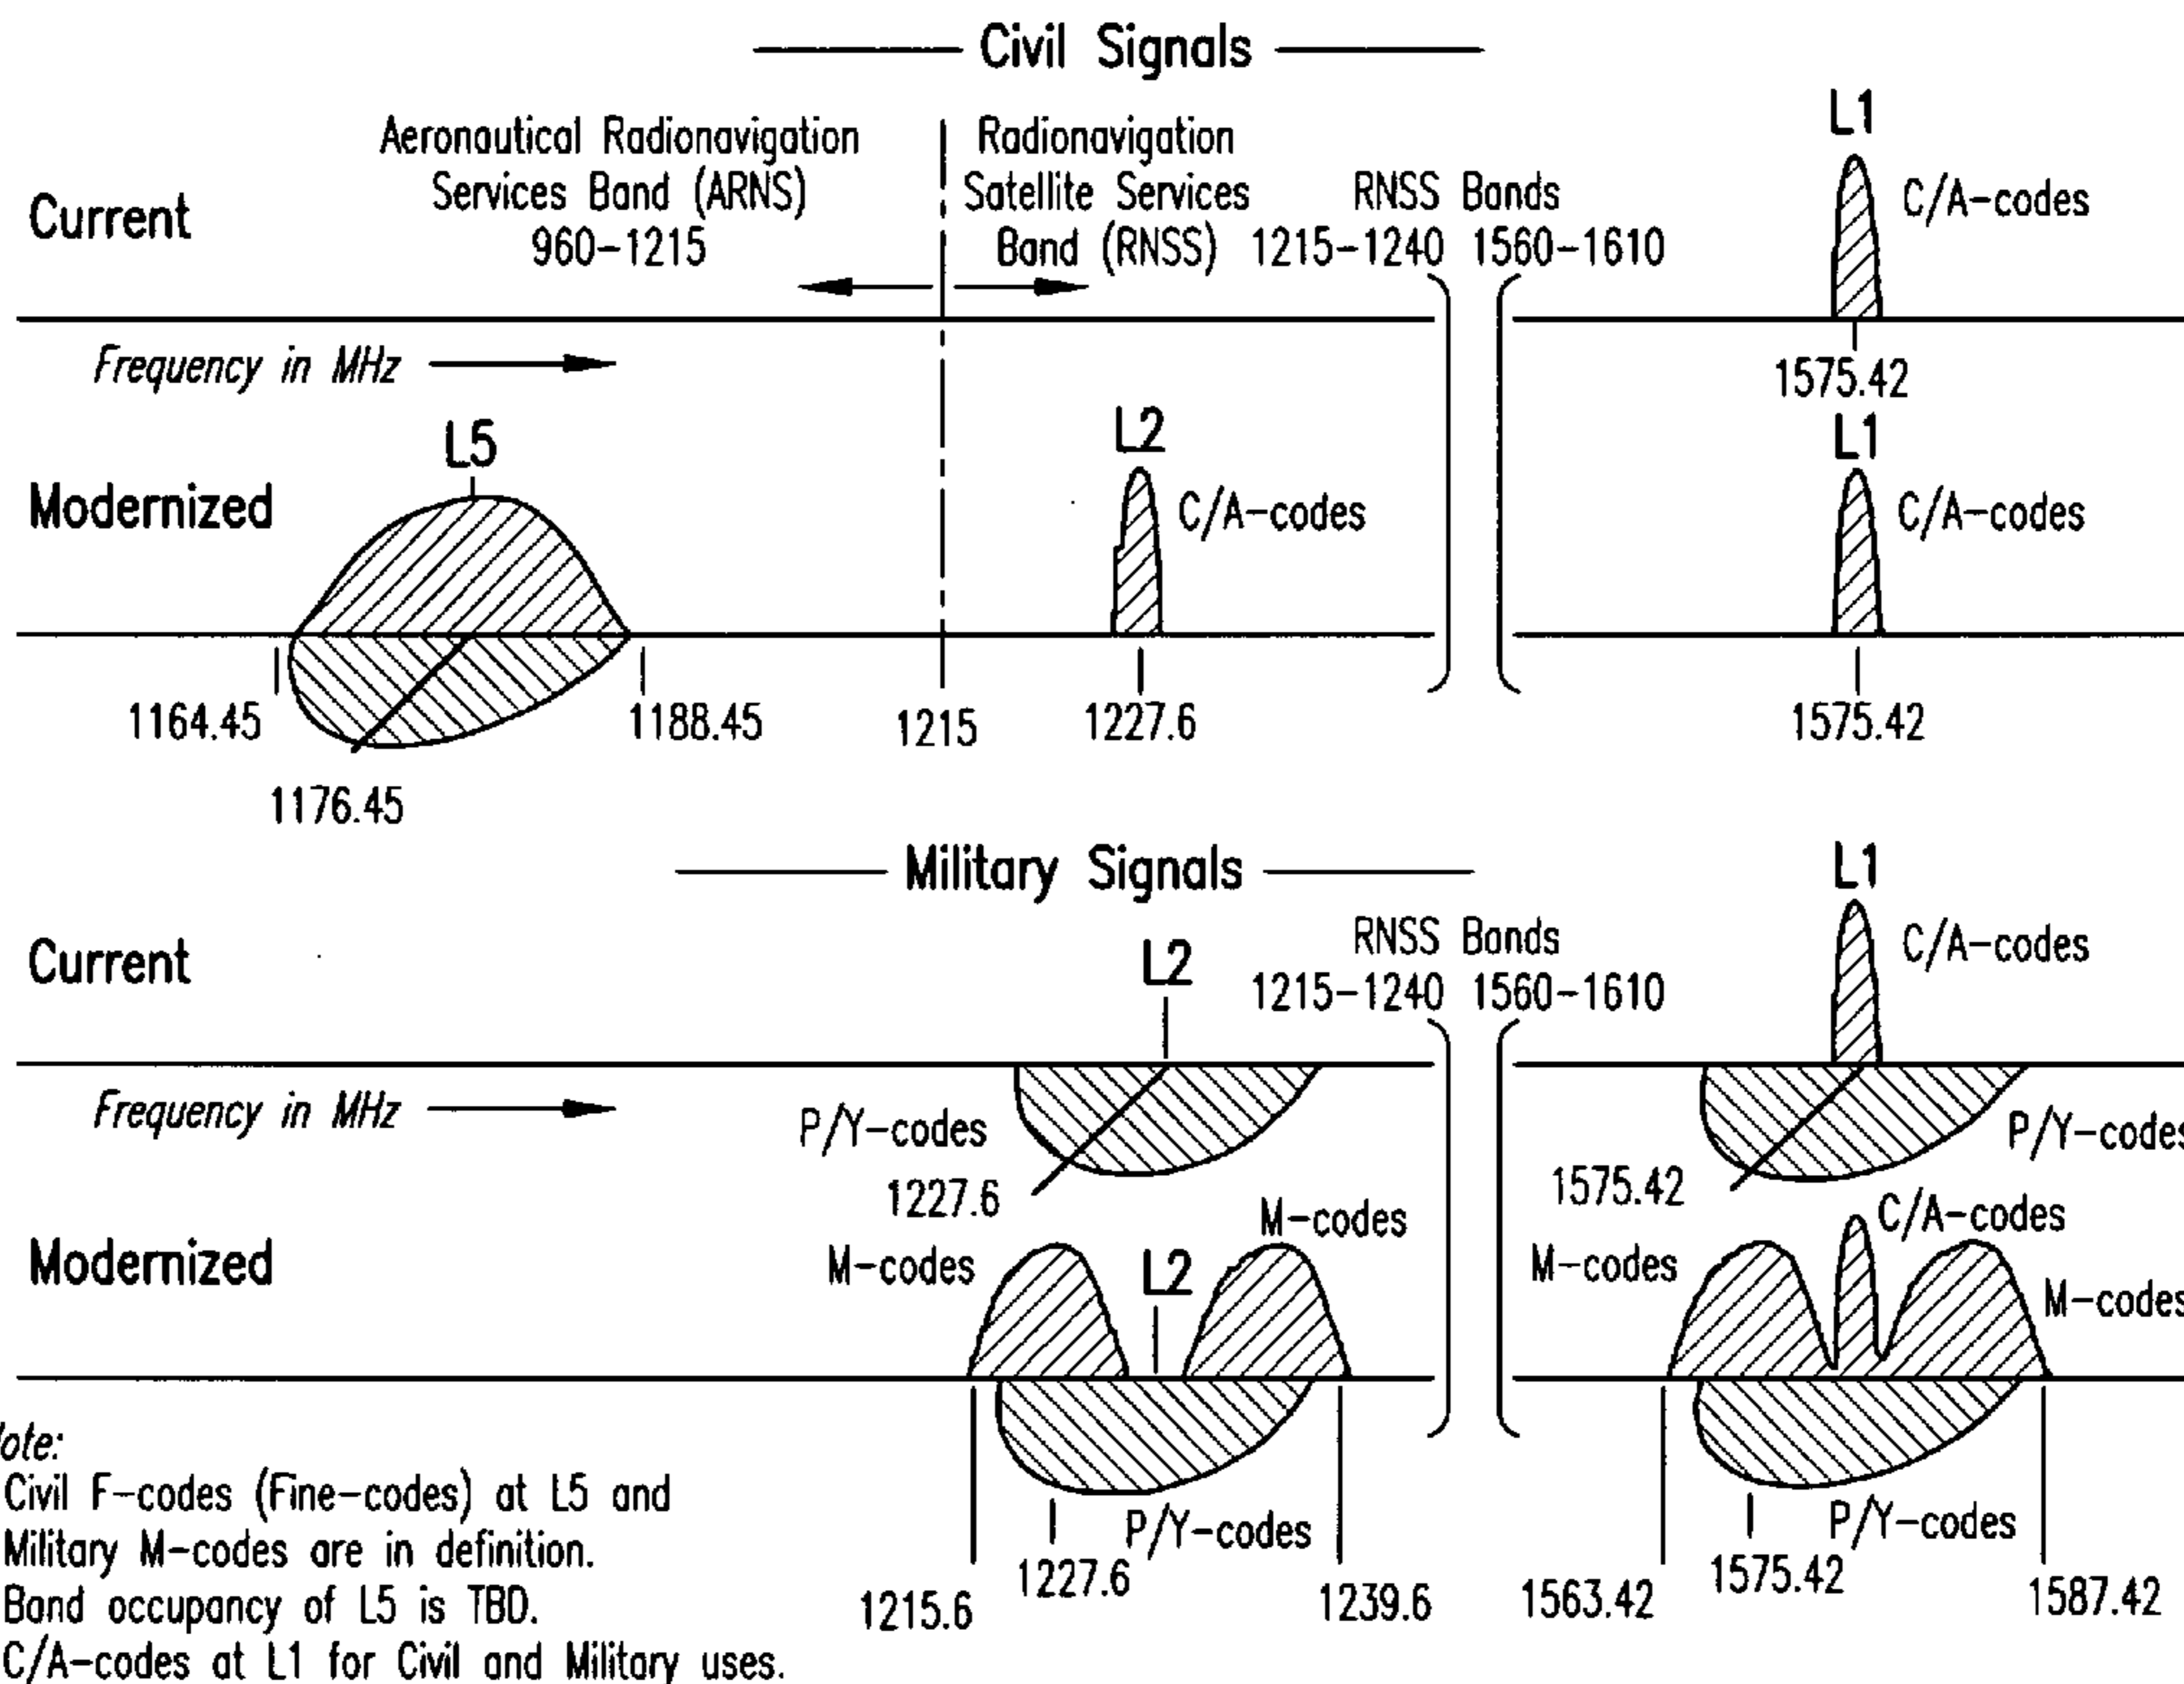 Civil Signals
L1
Aeronautical Radionavigation
Services Band (ARNS)
960-1215
Radionavigation
Satellite Services
Band (RNSS)
RNSS Bands
1215-1240 1560-1610
C/A-codes
Current
Frequency in MHz
1575.42
L5
L2
L1
Modernized
C/A-codes
C/A-codes
1164.45
1188.45
1215
1227.6
1575.42
1176.45
Military Signals
L1
Current
L2
RNSS Bands
1215-1240 1560-1610
C/A-codes
Frequency in MHz
P/Y-codes
1227.6
1575.42
P/Y-codes
Modernized
M-codes
L2
M-codes
M-codes
C/A-codes
M-codes
P/Y-codes
P/Y-codes
1215.6
1227.6
1239.6
1563.42
1575.42
1587.42
ote:
Civil F-codes (Fine-codes) at L5 and
Military M-codes are in definition.
Band occupancy of L5 is TBD.
C/A-codes at L1 for Civil and Military uses.